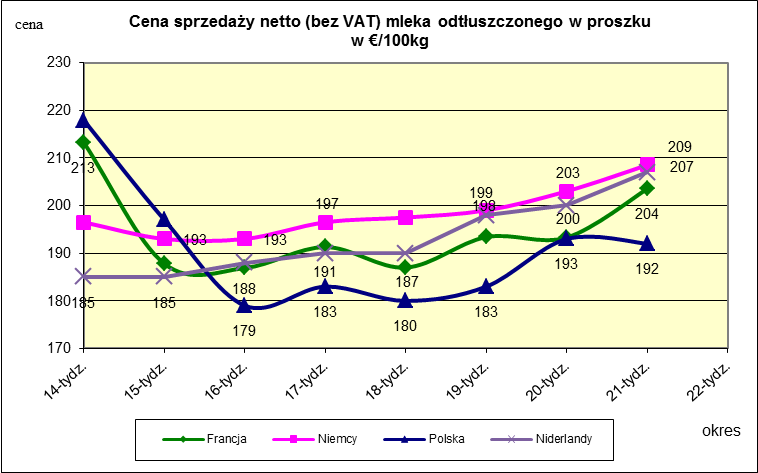 cena
Cena sprzedaży netto (bez VAT) mleka odtłuszczonego w proszku
w €/100kg
230
220
210
200
190
180
170
213
185
193
185
193
188
179
197
191
183
187
180
199
198
183
203
200
193
209
207
204
192
14-tydz.
15-tydz.
16-tydz.
17-tydz.
18-tydz.
19-tydz.
20-tydz.
21-tydz.
22-tydz.
okres
Francja Niemcy Polska Niderlandy